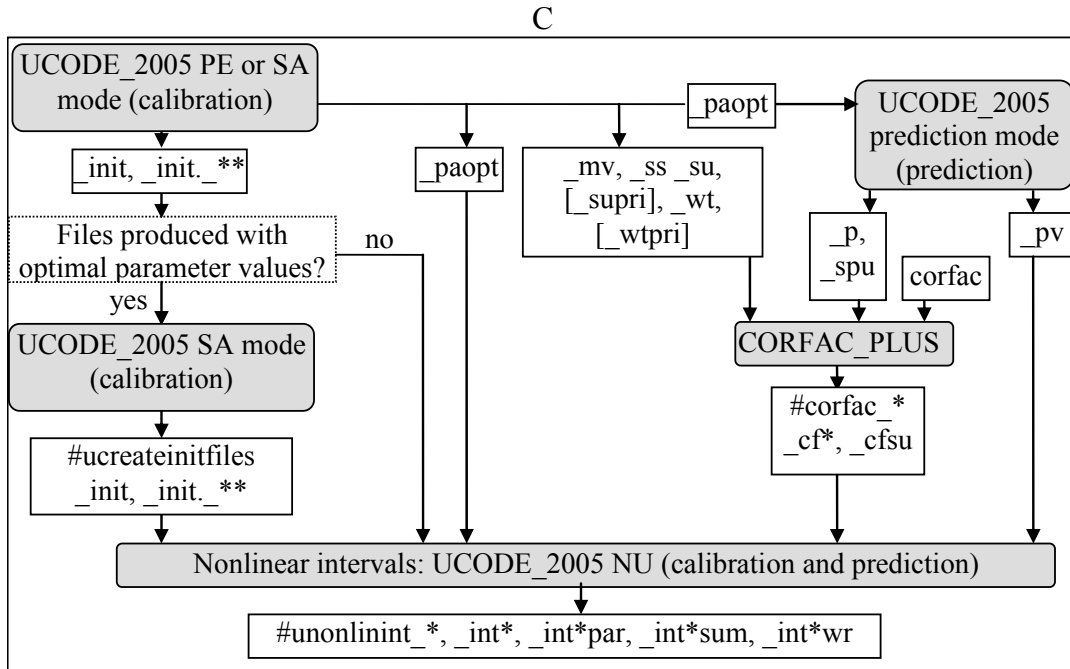 C
UCODE_2005 PE or SA
mode (calibration)
_paopt
UCODE_2005
prediction mode
(prediction)
_init, _init._**
_paopt
_mv, _ss _su,
[_supri], _wt,
[_wtpri]
Files produced with
optimal parameter values?
no
yes
_p,
_spu
_pv
corfac
UCODE_2005 SA mode
(calibration)
CORFAC_PLUS
#corfac_*
_cf*, _cfsu
#ucreateinitfiles
_init, _init._**
Nonlinear intervals: UCODE_2005 NU (calibration and prediction)
#unonlinint_*, _int*, _int*par, _int*sum, _int*wr